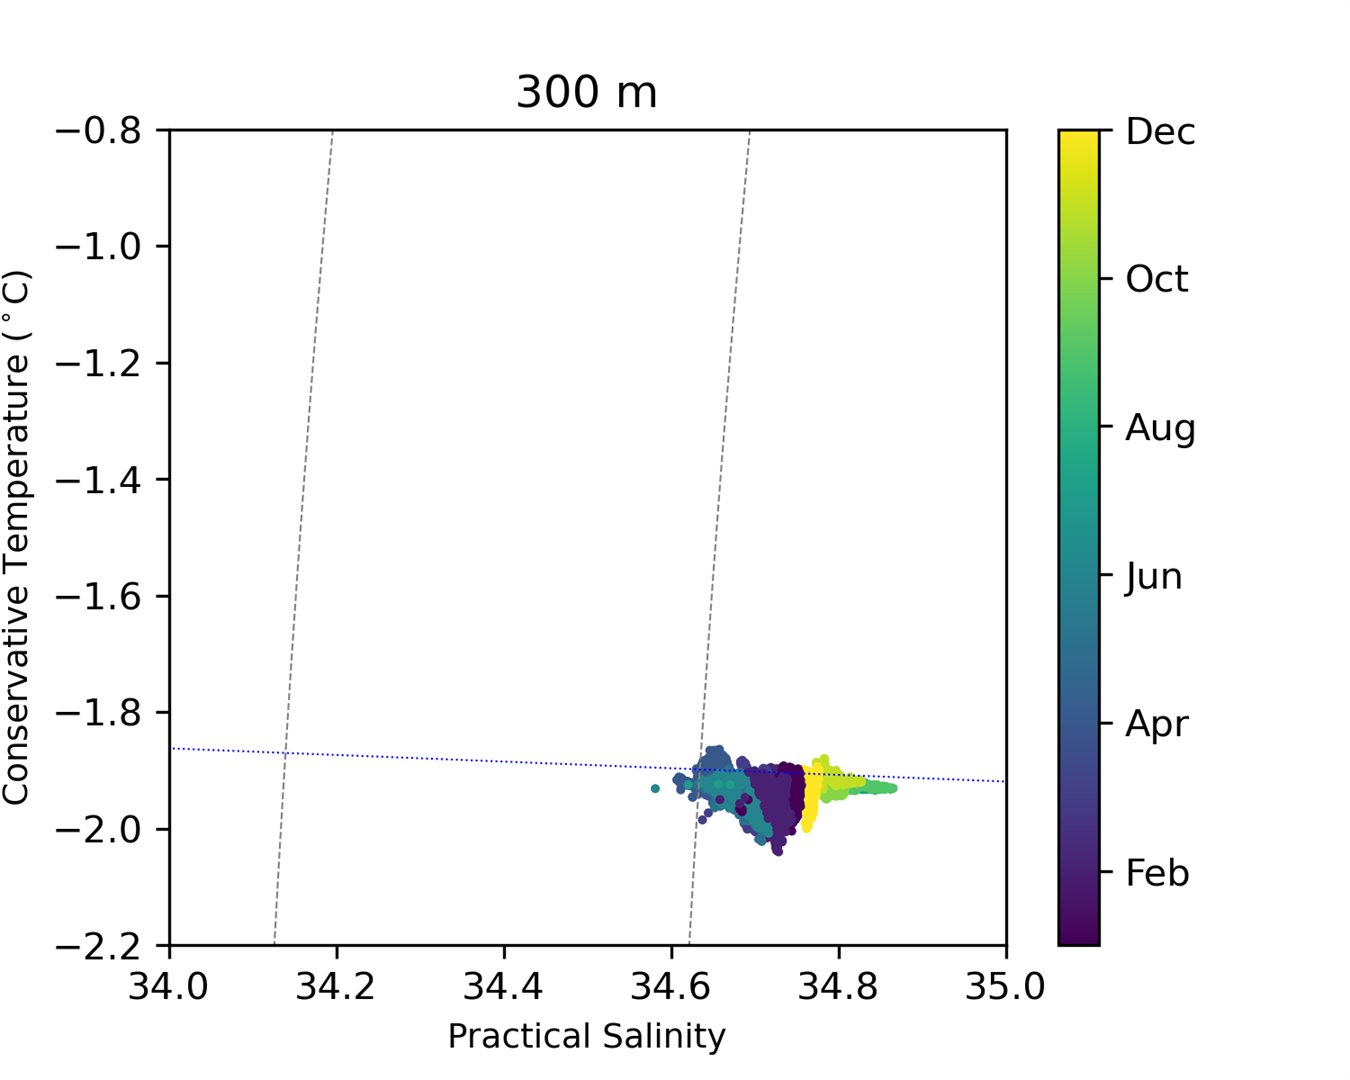 300 m
−0.8
−1.0
−1.2
−1.4
−1.6
−1.8
−2.0
−2.2
Conservative Temperature (°C)
34.0 34.2 34.4 34.6 34.8 35.0
Practical Salinity
Dec
Oct
Aug
Jun
Apr
Feb